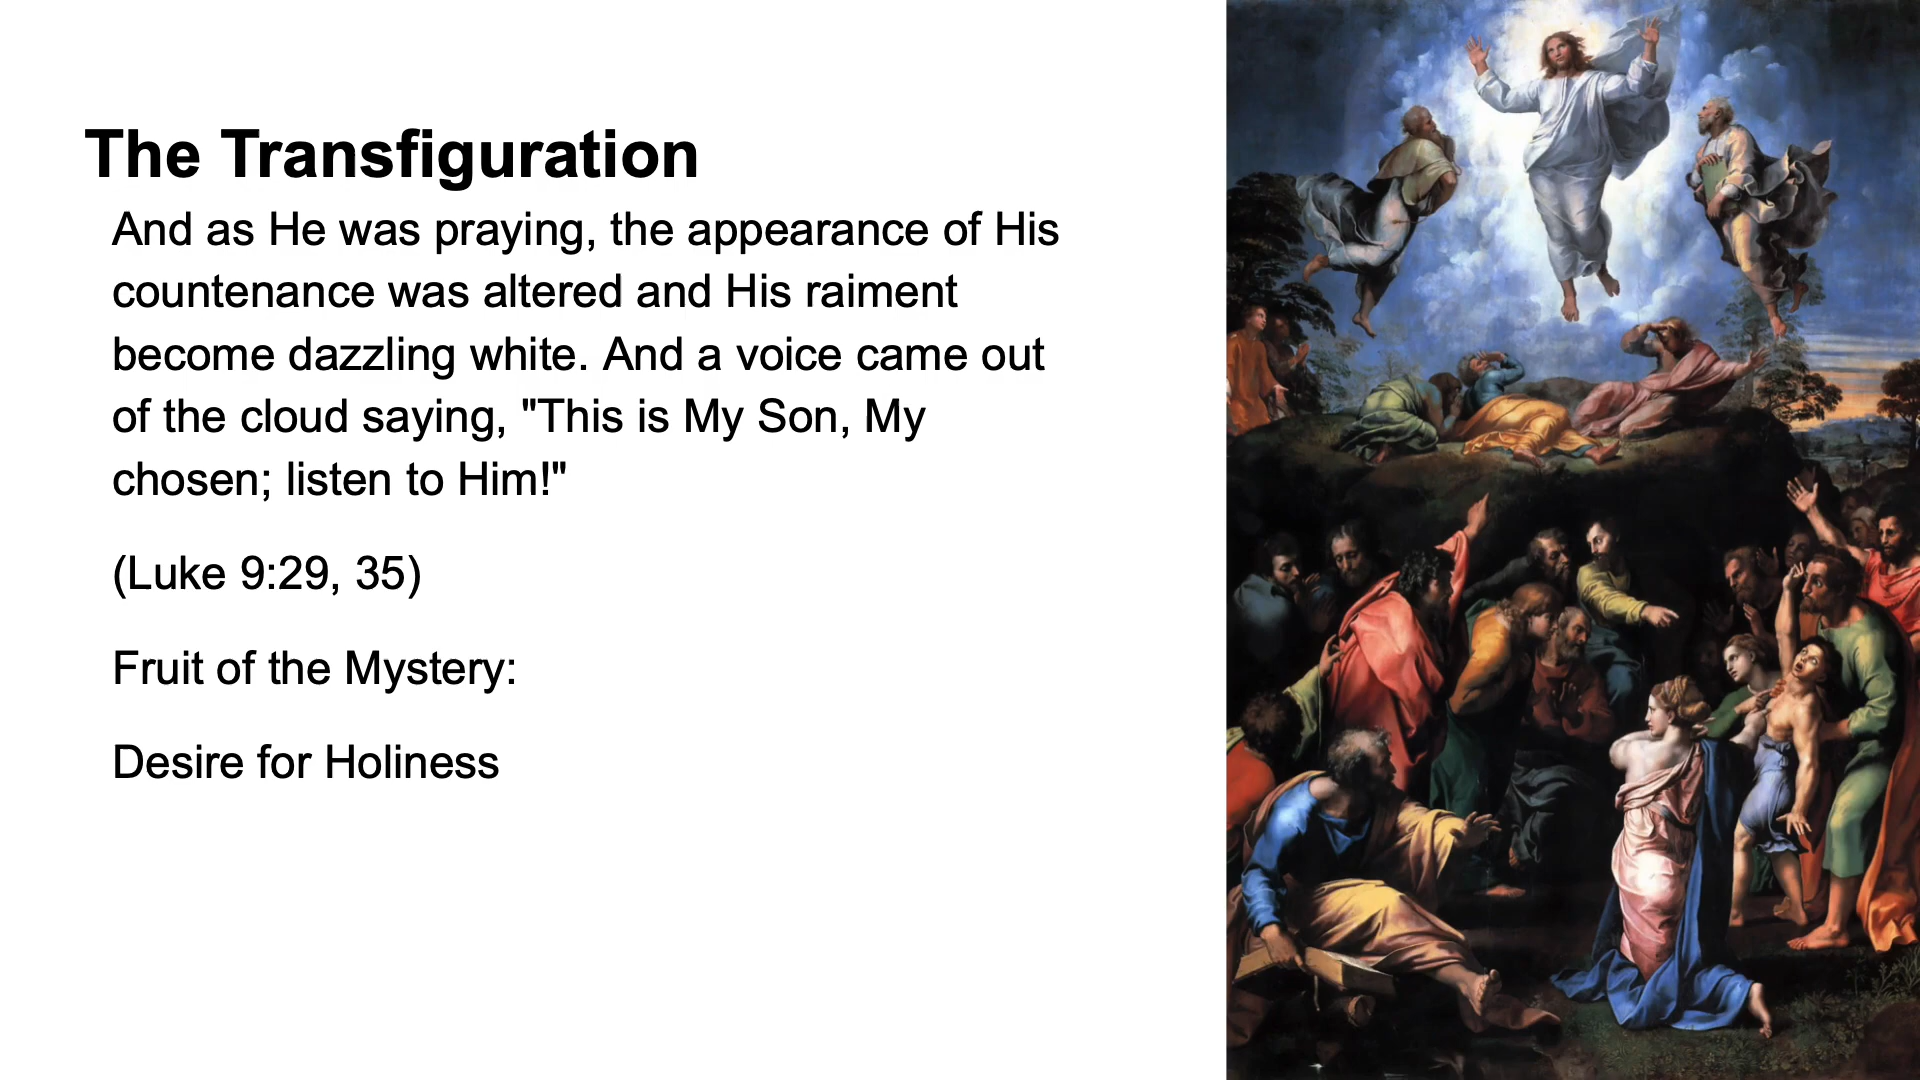 The Transfiguration
And as He was praying, the appearance of His
countenance was altered and His raiment
become dazzling white. And a voice came out
of the cloud saying, "This is My Son, My
chosen; listen to Him!"
(Luke 9:29, 35)
Fruit of the Mystery:
Desire for Holiness